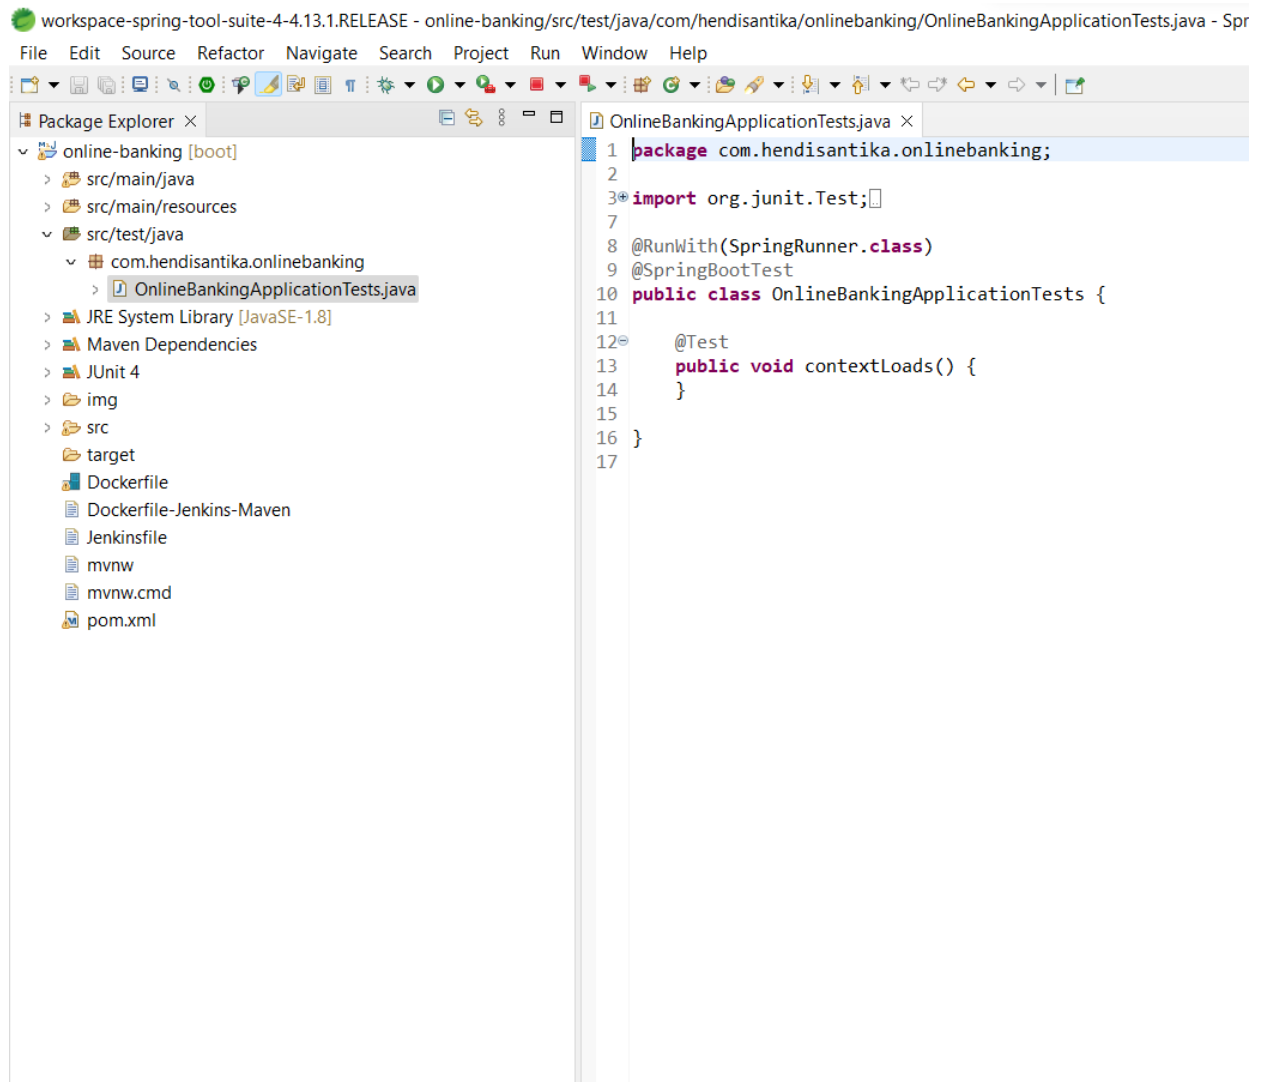 workspace-spring-tool-suite-4-4.13.1.RELEASE - online-banking/src/test/java/com/hendisantika/onlinebanking/OnlineBankingApplicationTests.java - Spr
File Edit Source Refactor Navigate Search Project Run Window Help
Package Explorer
online-banking [boot]
src/main/java
src/main/resources
src/test/java
com.hendisantika.onlinebanking
OnlineBankingApplicationTests.java
JRE System Library [JavaSE-1.8]
Maven Dependencies
JUnit 4
img
src
target
Dockerfile
Dockerfile-Jenkins-Maven
Jenkinsfile
mvnw
mvnw.cmd
pom.xml
OnlineBankingApplicationTests.java
1 package com.hendisantika.onlinebanking;
2
3 import org.junit.Test;
7
8 @RunWith(SpringRunner.class)
9 @SpringBootTest
10 public class OnlineBankingApplicationTests {
11
12 @Test
13 public void contextLoads() {
14 }
15
16 }
17